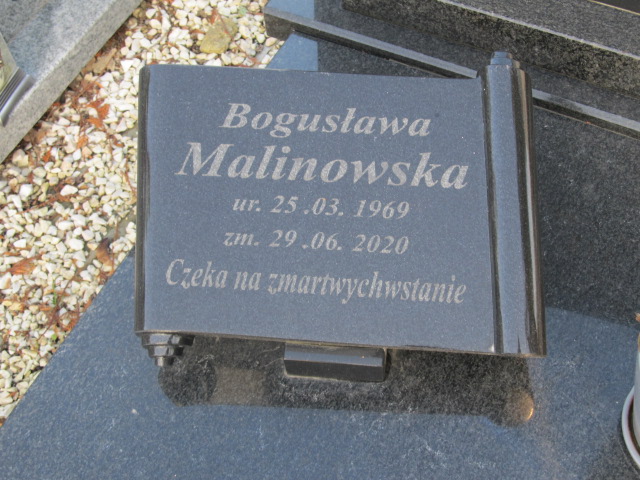 Bogusława
Malinowska
ur. 25.03.1969
zm. 29.06.2020
Czeka na zmartwychwstanie